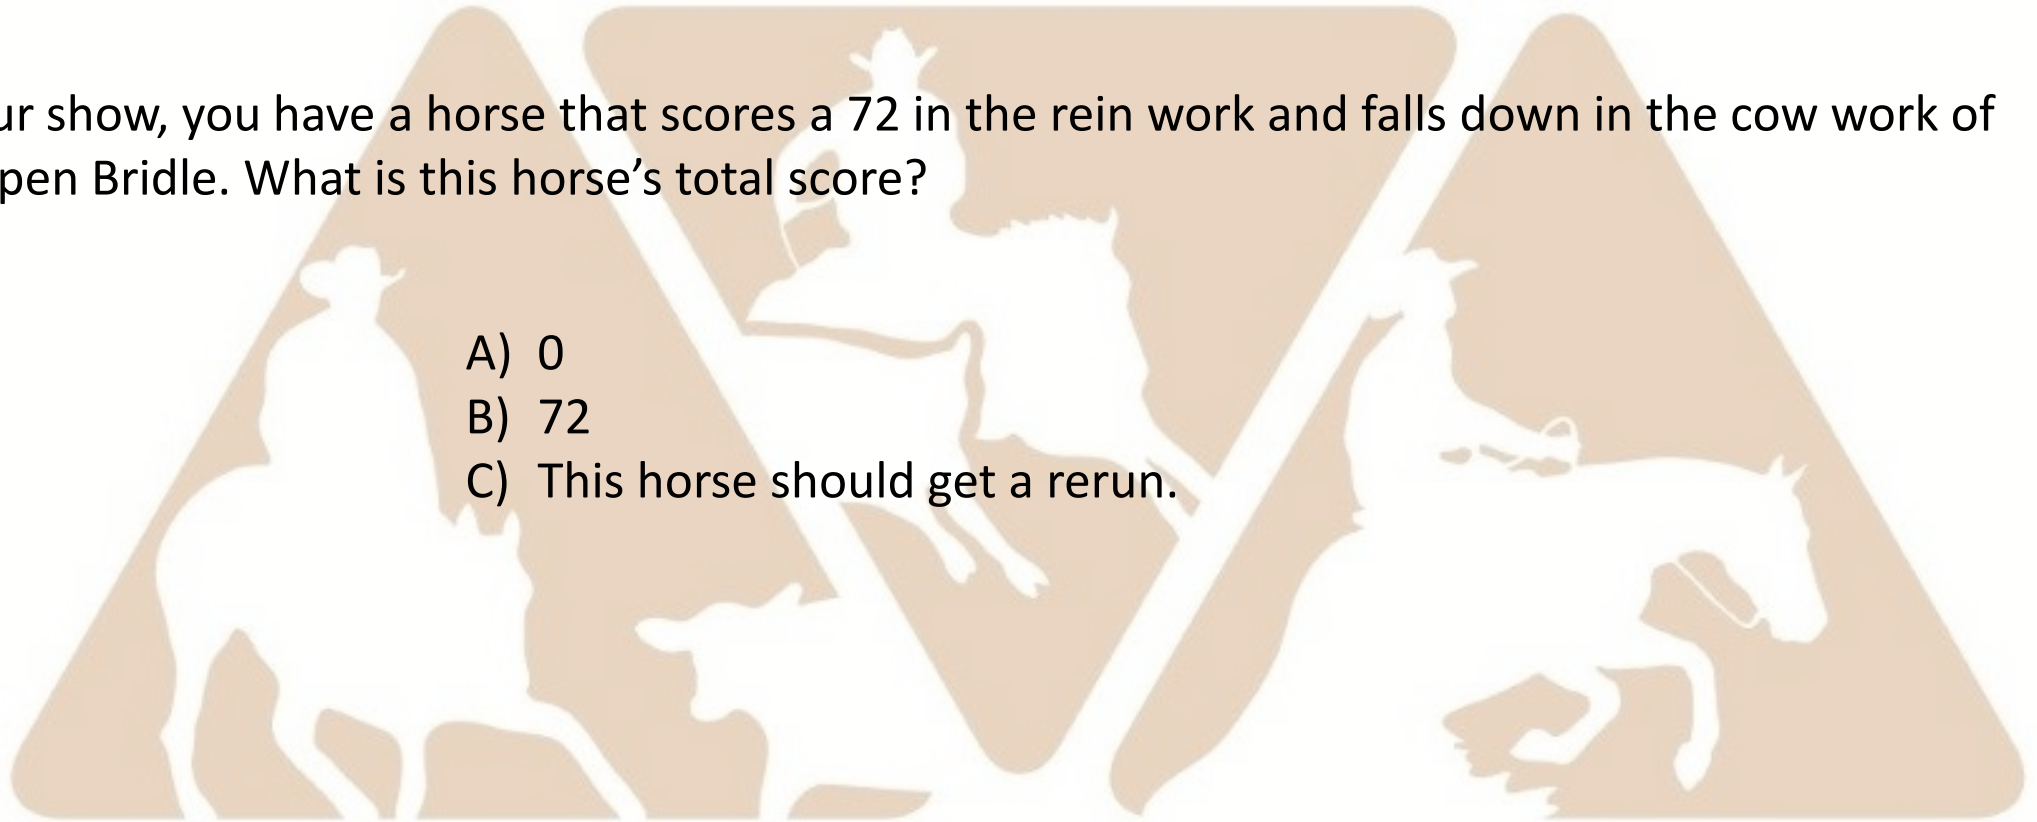 ur show, you have a horse that scores a 72 in the rein work and falls down in the cow work of
pen Bridle. What is this horse’s total score?
A) 0
B) 72
C) This horse should get a rerun.